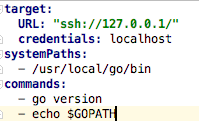 target:
URL: "ssh://127.0.0.1/"
credentials: localhost
systemPaths:
- /usr/local/go/bin
commands:
- go version
- echo $GOPATH